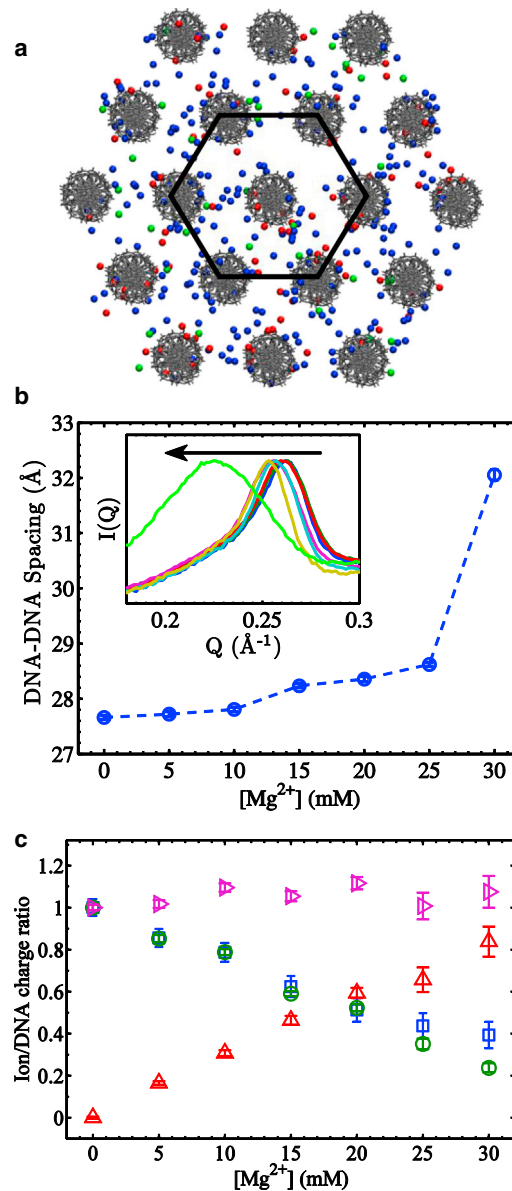 a
b
33
32
31
30
29
28
27
DNA-DNA Spacing (Å)
I(Q)
0.2 0.25 0.3
Q (Å-1)
0 5 10 15 20 25 30
[Mg2+] (mM)
c
1.2
1
0.8
0.6
0.4
0.2
0
Ion/DNA charge ratio
0 5 10 15 20 25 30
[Mg2+] (mM)